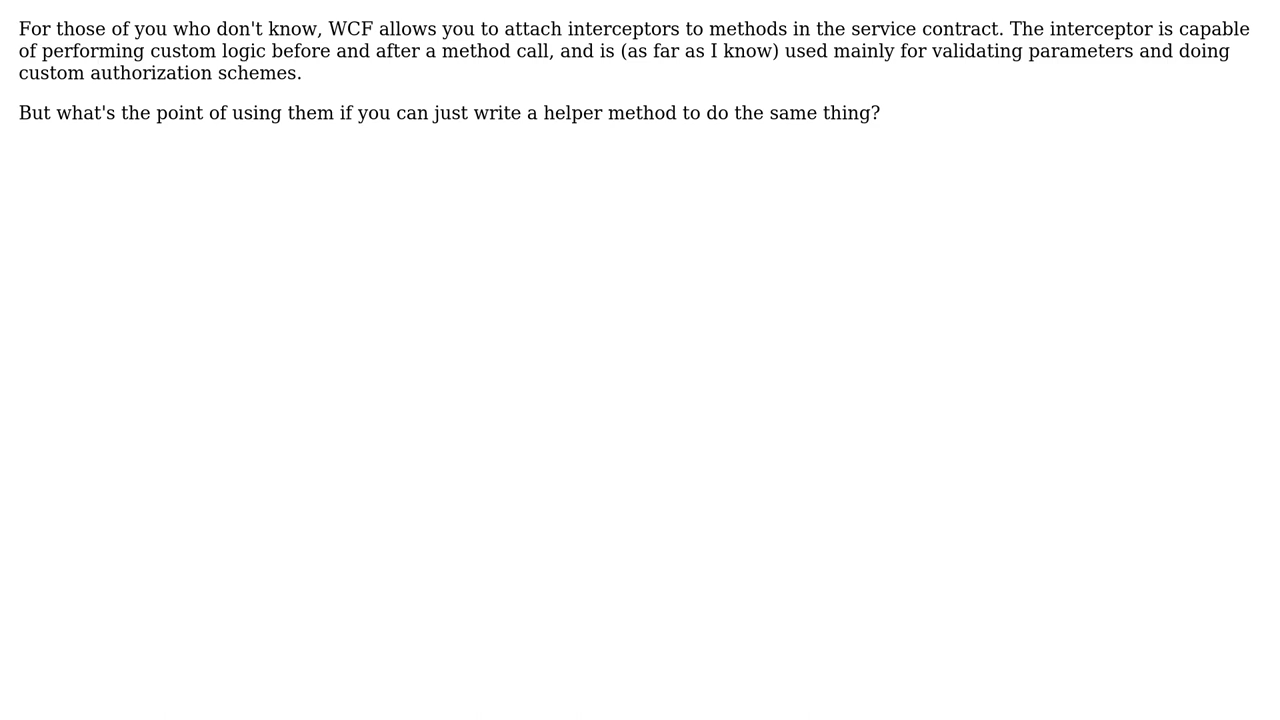 For those of you who don't know, WCF allows you to attach interceptors to methods in the service contract. The interceptor is capable
of performing custom logic before and after a method call, and is (as far as I know) used mainly for validating parameters and doing
custom authorization schemes.
But what's the point of using them if you can just write a helper method to do the same thing?